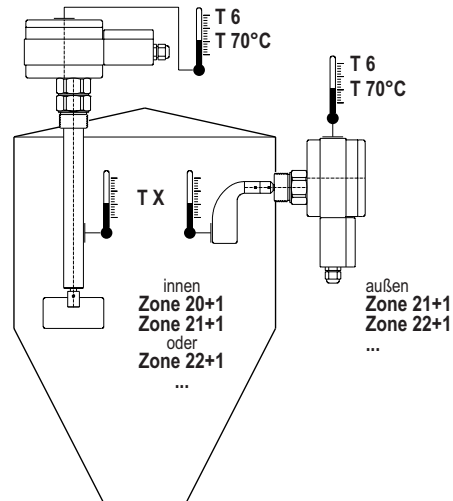 T 6
T 70°C
T 6
T 70°C
T X
innen
Zone 20+1
Zone 21+1
oder
Zone 22+1
...
außen
Zone 21+1
Zone 22+1
...